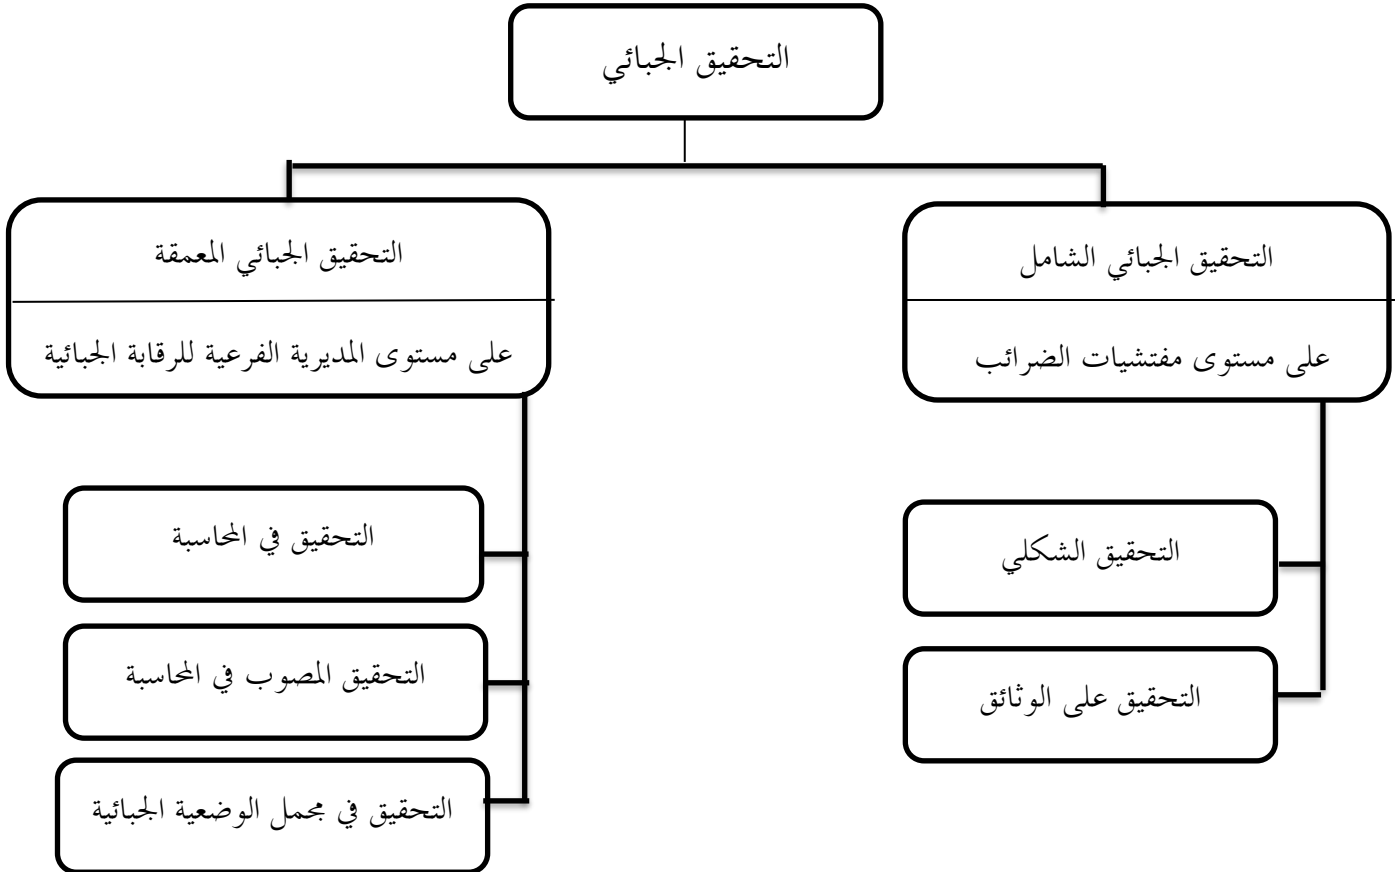 التحقيق الجبائي
التحقيق الجبائي الشامل
على مستوى مفتشيات الضرائب
التحقيق الشكلي
التحقيق على الوثائق
التحقيق الجبائي المعمقة
على مستوى المديرية الفرعية للرقابة الجبائية
التحقيق في المحاسبة
التحقيق المصوب في المحاسبة
التحقيق في مجمل الوضعية الجبائية